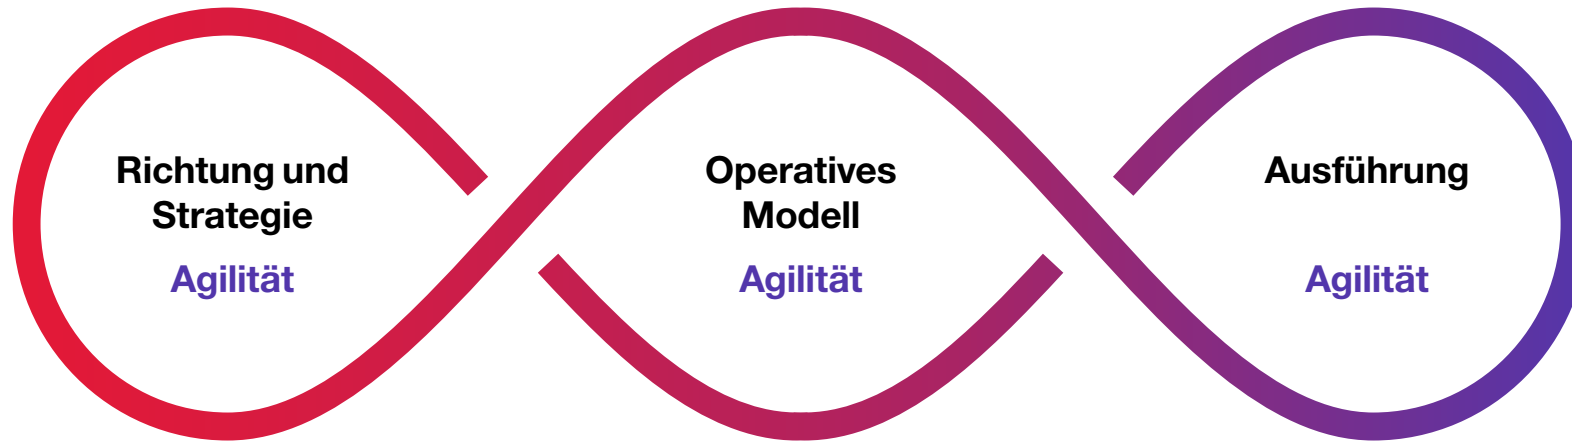 Richtung und
Strategie
Agilität
Operatives
Modell
Agilität
Ausführung
Agilität